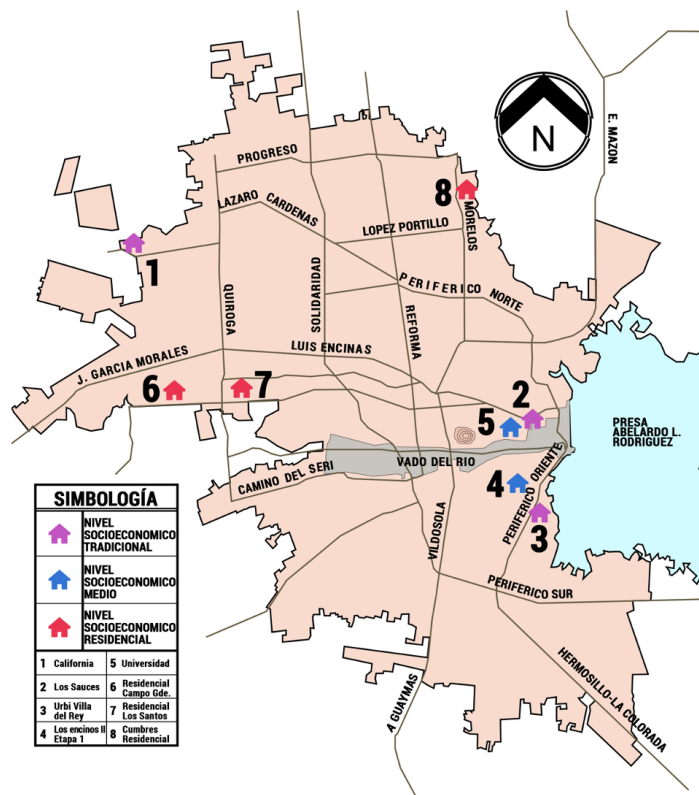 N
E. MAZON
PROGRESO
LAZARO CARDENAS
8
MORELOS
LOPEZ PORTILLO
1
PERIFERICO NORTE
QUIROGA
SOLIDARIDAD
REFORMA
LUIS ENCINAS
J. GARCIA MORALES
6
7
2
5
PRESA
ABELARDO L.
RODRIGUEZ
VADO DEL RIO
CAMINO DEL SERI
4
PERIFERICO ORIENTE
3
VILDOSOLA
PERIFERICO SUR
HERMOSILLO-LA COLORADA
A GUAYMAS
SIMBOLOGÍA
NIVEL
SOCIOECONOMICO
TRADICIONAL
NIVEL
SOCIOECONOMICO
MEDIO
NIVEL
SOCIOECONOMICO
RESIDENCIAL
1 California
5 Universidad
2 Los Sauces
6 Residencial
Campo Gde.
3 Urbi Villa
del Rey
7 Residencial
Los Santos
4 Los encinos II
Etapa 1
8 Cumbres
Residencial